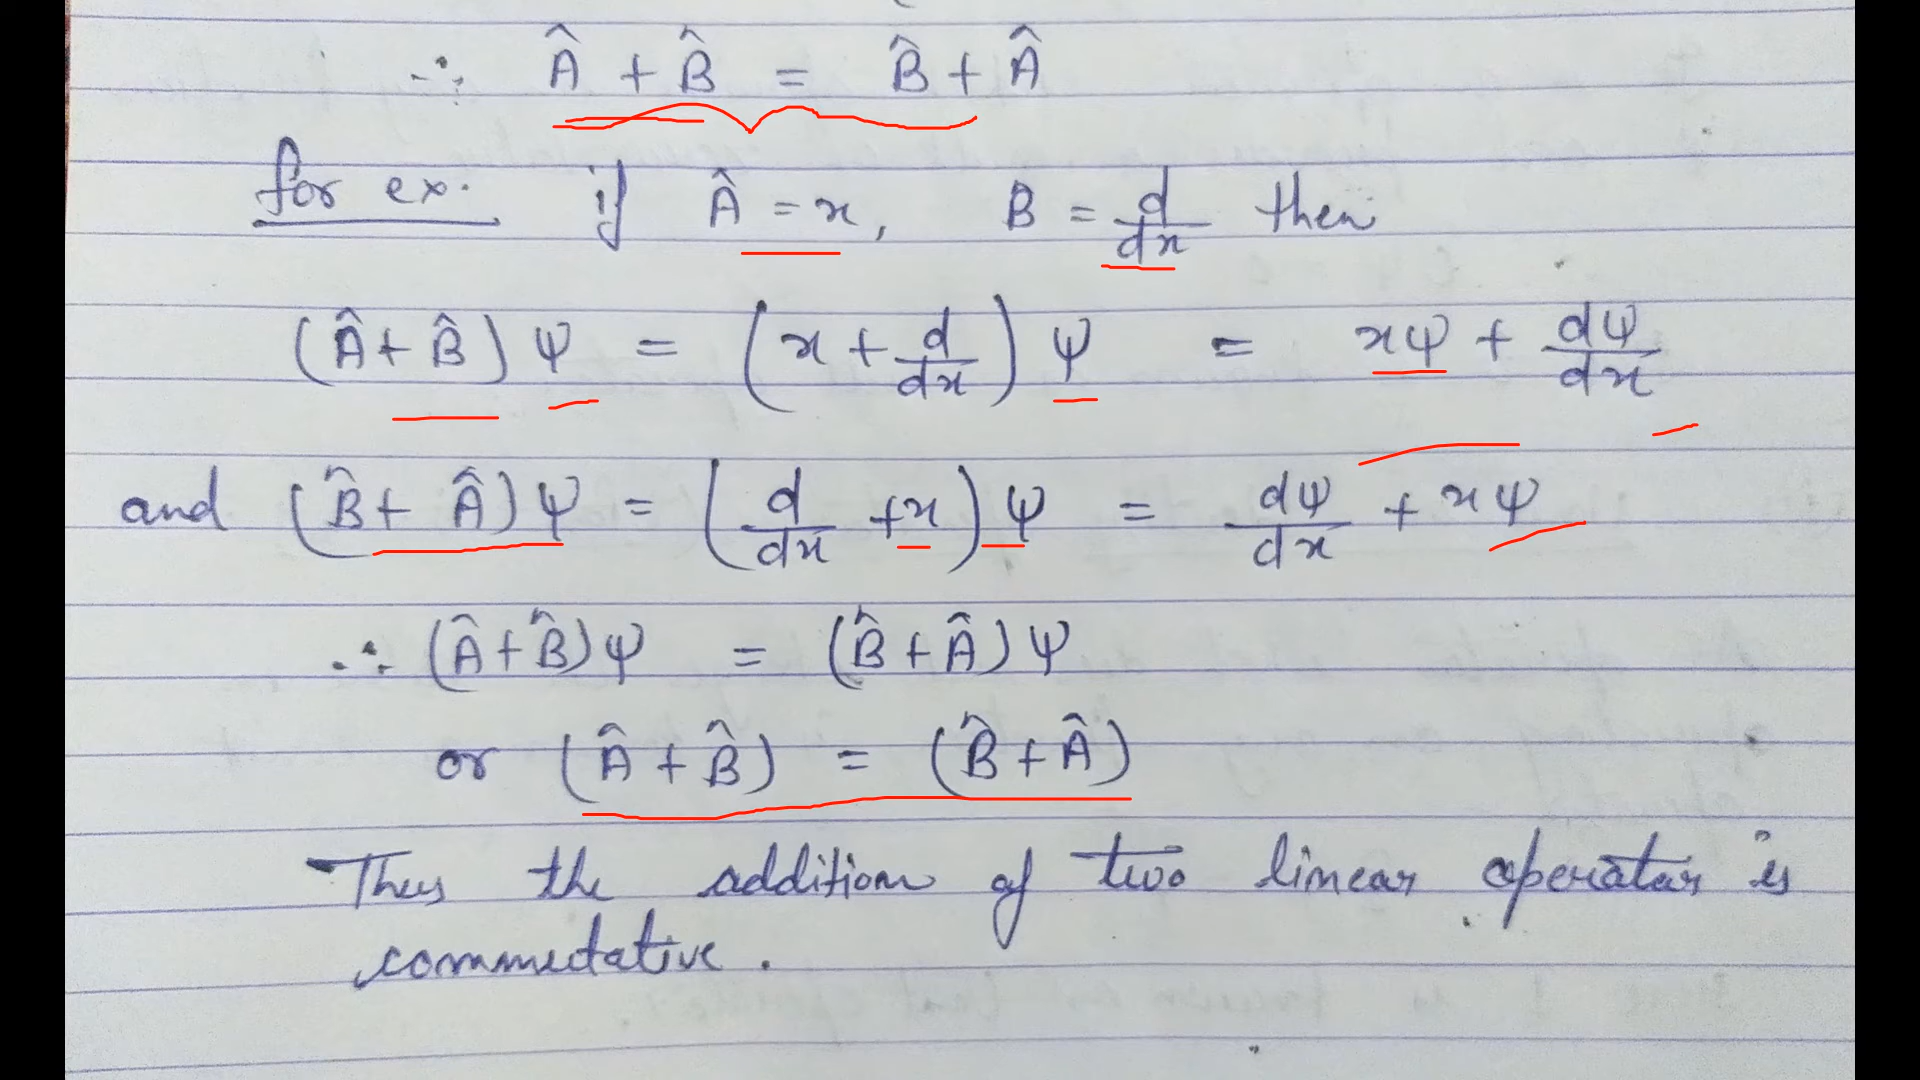 ∴ Â + B̂ = B̂ + Â
for ex. if Â = x, B = d/dx then
(Â + B̂) ψ = (x + d/dx) ψ = xψ + dψ/dx
and (B̂ + Â) ψ = (d/dx + x) ψ = dψ/dx + xψ
∴ (Â + B̂) ψ = (B̂ + Â) ψ
or (Â + B̂) = (B̂ + Â)
Thus the addition of two linear operator is
commutative.